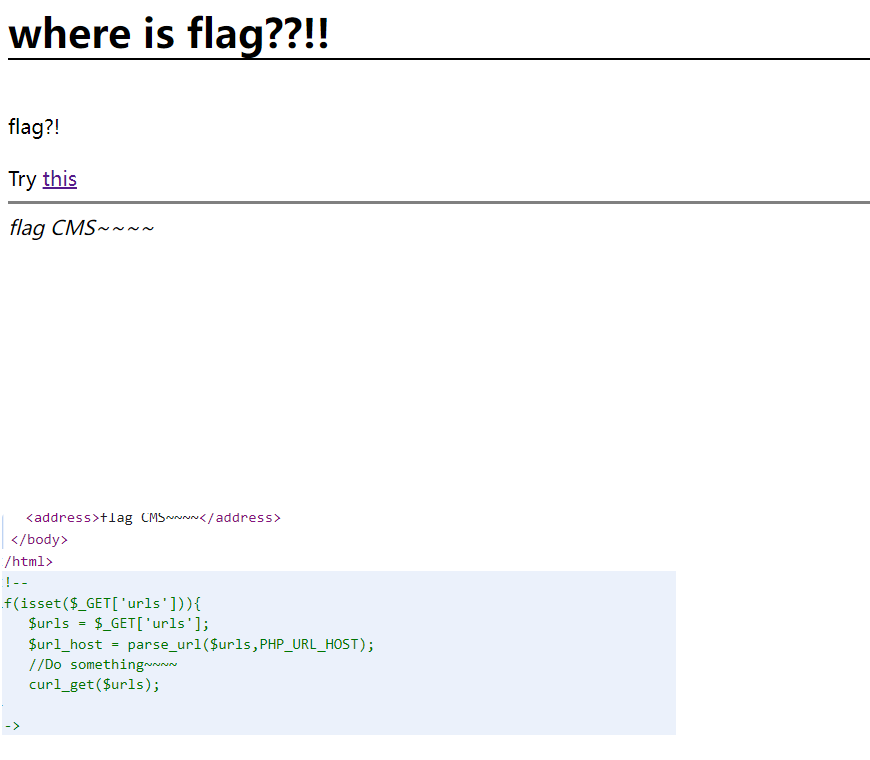 where is flag??!!
flag?!
Try this
flag CMS~~~~
<address>flag CMS~~~~</address>
</body>
/html>
!--
f(isset($_GET['urls'])){
$urls = $_GET['urls'];
$url_host = parse_url($urls,PHP_URL_HOST);
//Do something~~~~
curl_get($urls);
->